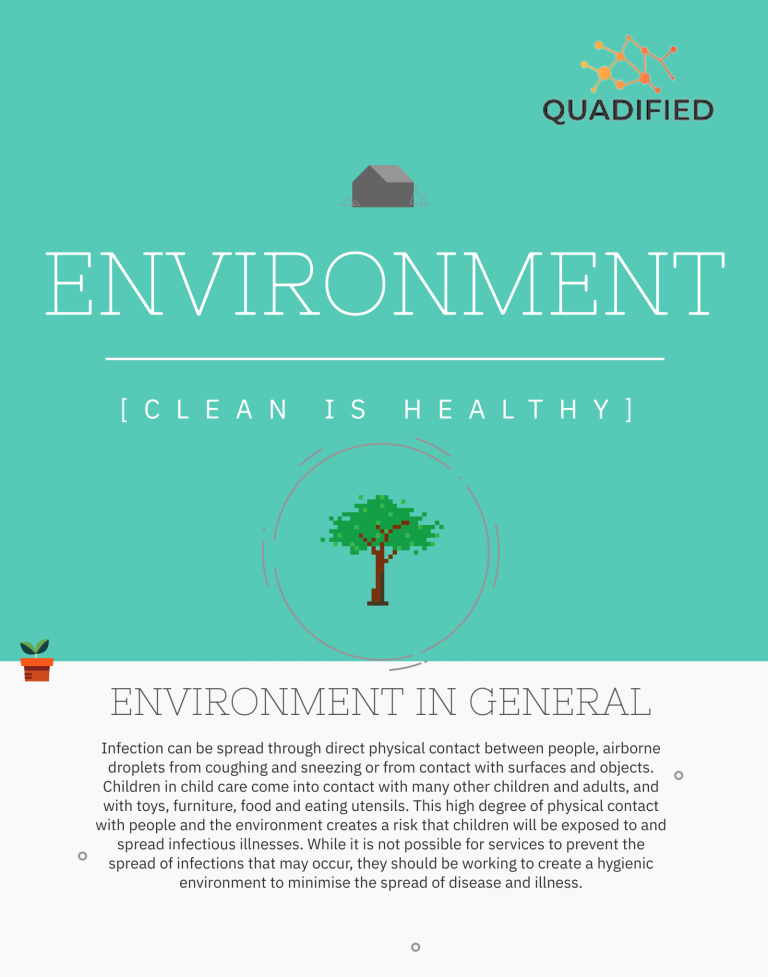 QUADIFIED
ENVIRONMENT
[CLEAN IS HEALTHY]
ENVIRONMENT IN GENERAL
Infection can be spread through direct physical contact between people, airborne
droplets from coughing and sneezing or from contact with surfaces and objects.
Children in child care come into contact with many other children and adults, and
with toys, furniture, food and eating utensils. This high degree of physical contact
with people and the environment creates a risk that children will be exposed to and
spread infectious illnesses. While it is not possible for services to prevent the
spread of infections that may occur, they should be working to create a hygienic
environment to minimise the spread of disease and illness.